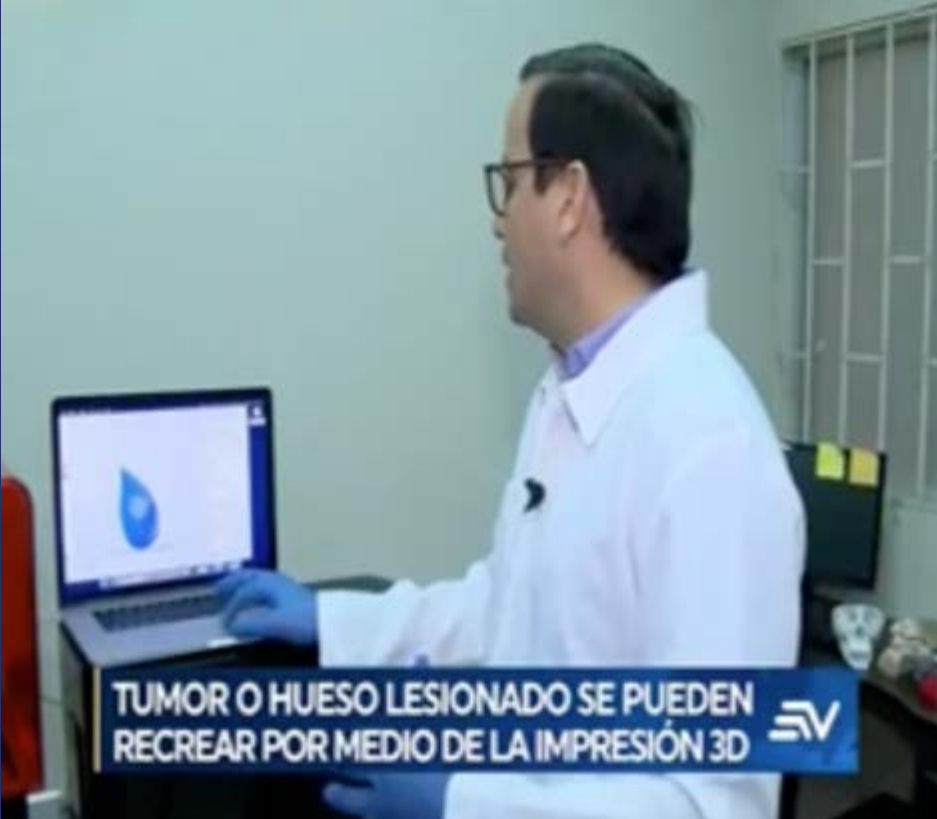 TUMOR O HUESO LESIONADO SE PUEDEN
RECREAR POR MEDIO DE LA IMPRESIÓN 3D